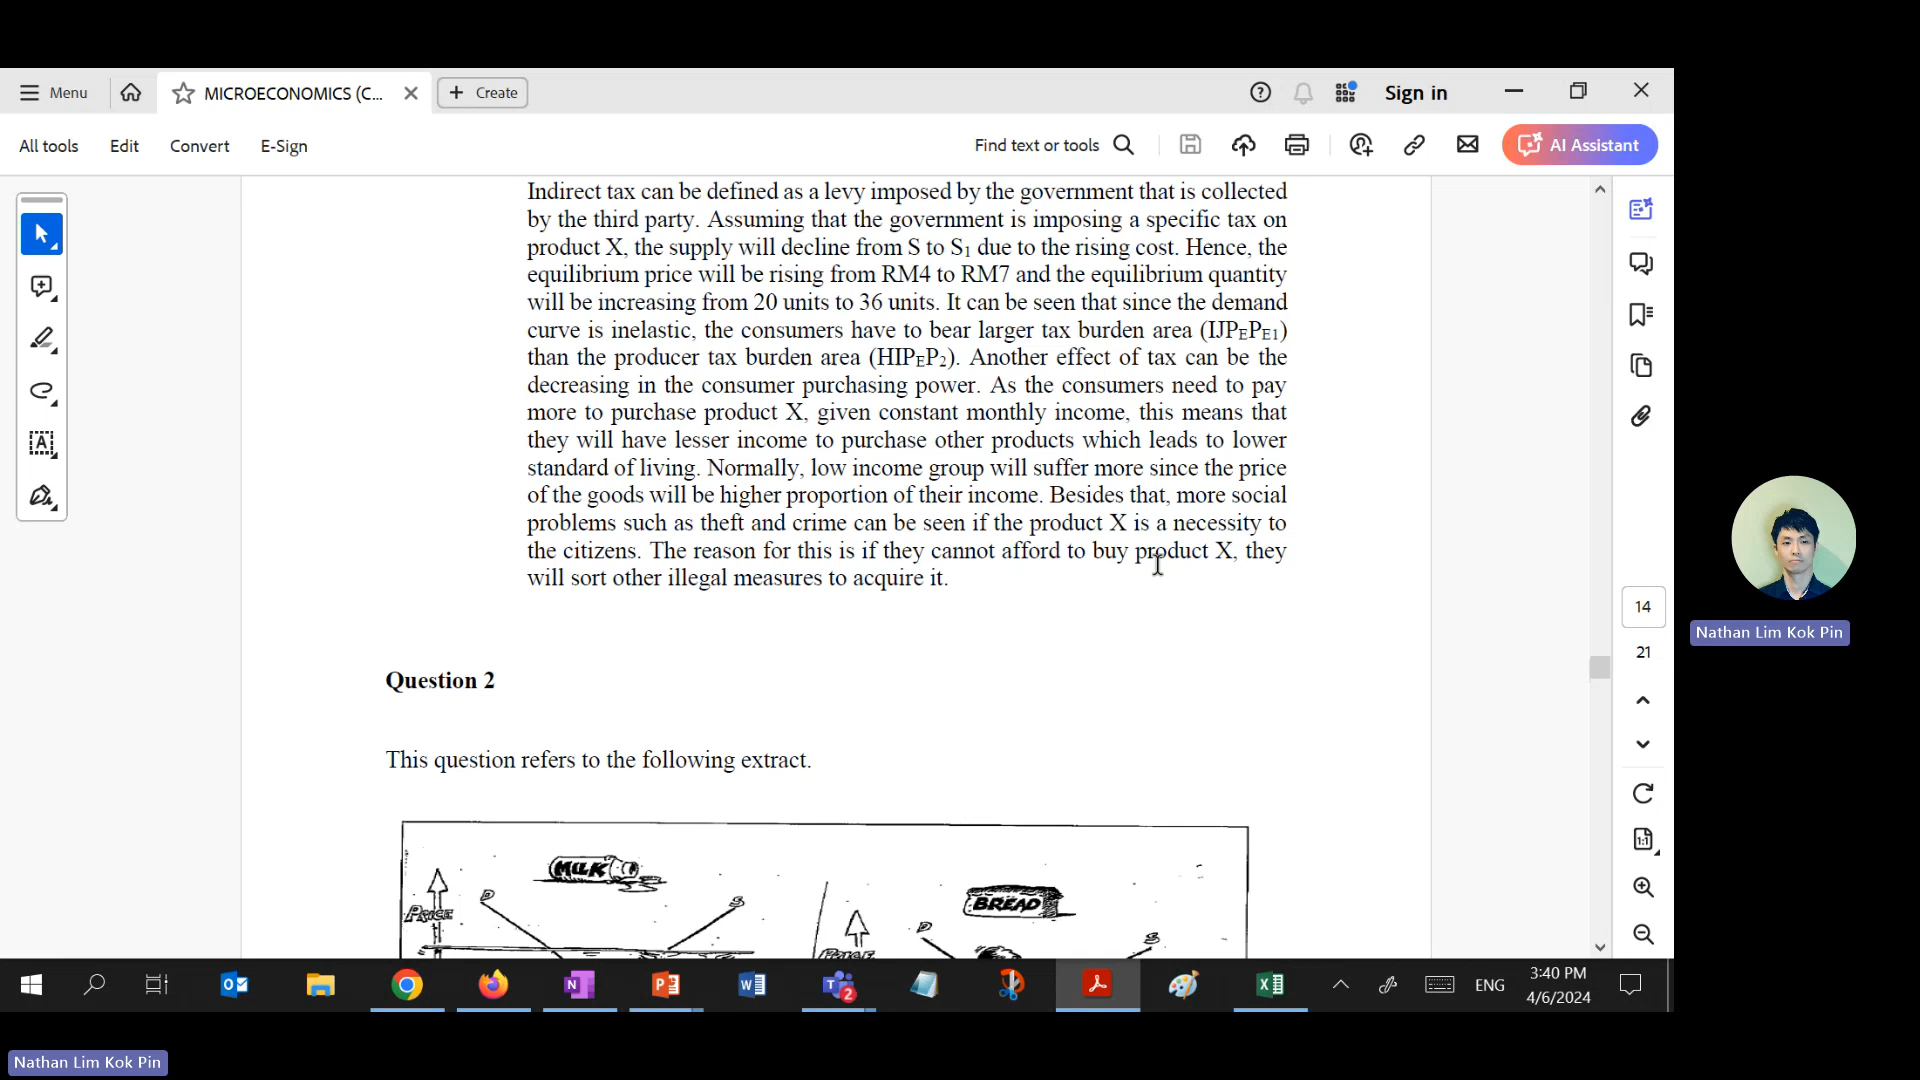 Menu
MICROECONOMICS (C...
Create
Sign in
All tools
Edit
Convert
E-Sign
Find text or tools
AI Assistant
Indirect tax can be defined as a levy imposed by the government that is collected
by the third party. Assuming that the government is imposing a specific tax on
product X, the supply will decline from S to S1 due to the rising cost. Hence, the
equilibrium price will be rising from RM4 to RM7 and the equilibrium quantity
will be increasing from 20 units to 36 units. It can be seen that since the demand
curve is inelastic, the consumers have to bear larger tax burden area (IJPEPE1)
than the producer tax burden area (HIPEP2). Another effect of tax can be the
decreasing in the consumer purchasing power. As the consumers need to pay
more to purchase product X, given constant monthly income, this means that
they will have lesser income to purchase other products which leads to lower
standard of living. Normally, low income group will suffer more since the price
of the goods will be higher proportion of their income. Besides that, more social
problems such as theft and crime can be seen if the product X is a necessity to
the citizens. The reason for this is if they cannot afford to buy product X, they
will sort other illegal measures to acquire it.
Question 2
This question refers to the following extract.
MILK
D
S
PRICE
BREAD
D
S
PRICE
14
21
Nathan Lim Kok Pin
2
ENG
3:40 PM
4/6/2024
Nathan Lim Kok Pin